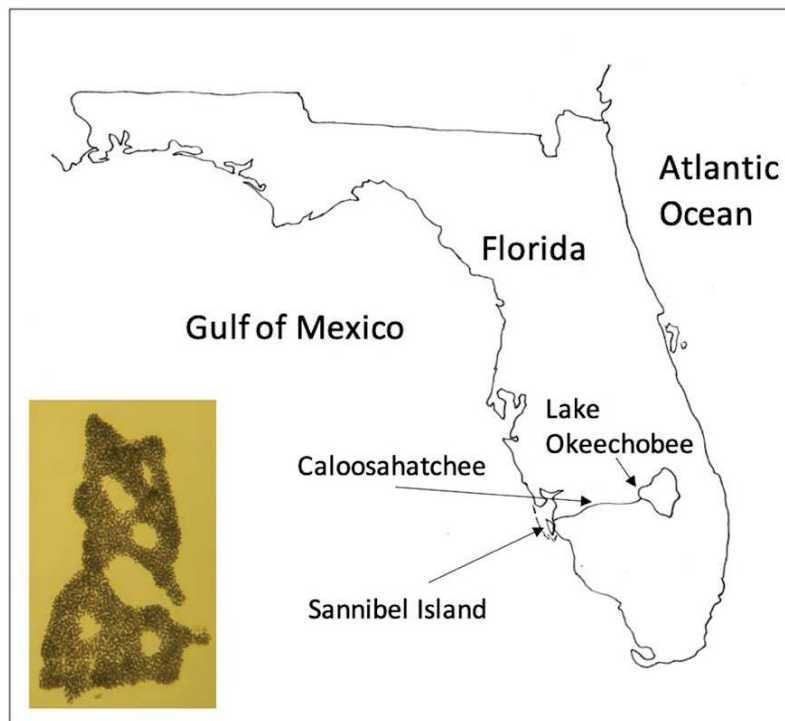 Atlantic
Ocean
Florida
Gulf of Mexico
Lake
Okeechobee
Caloosahatchee
Sannibel Island